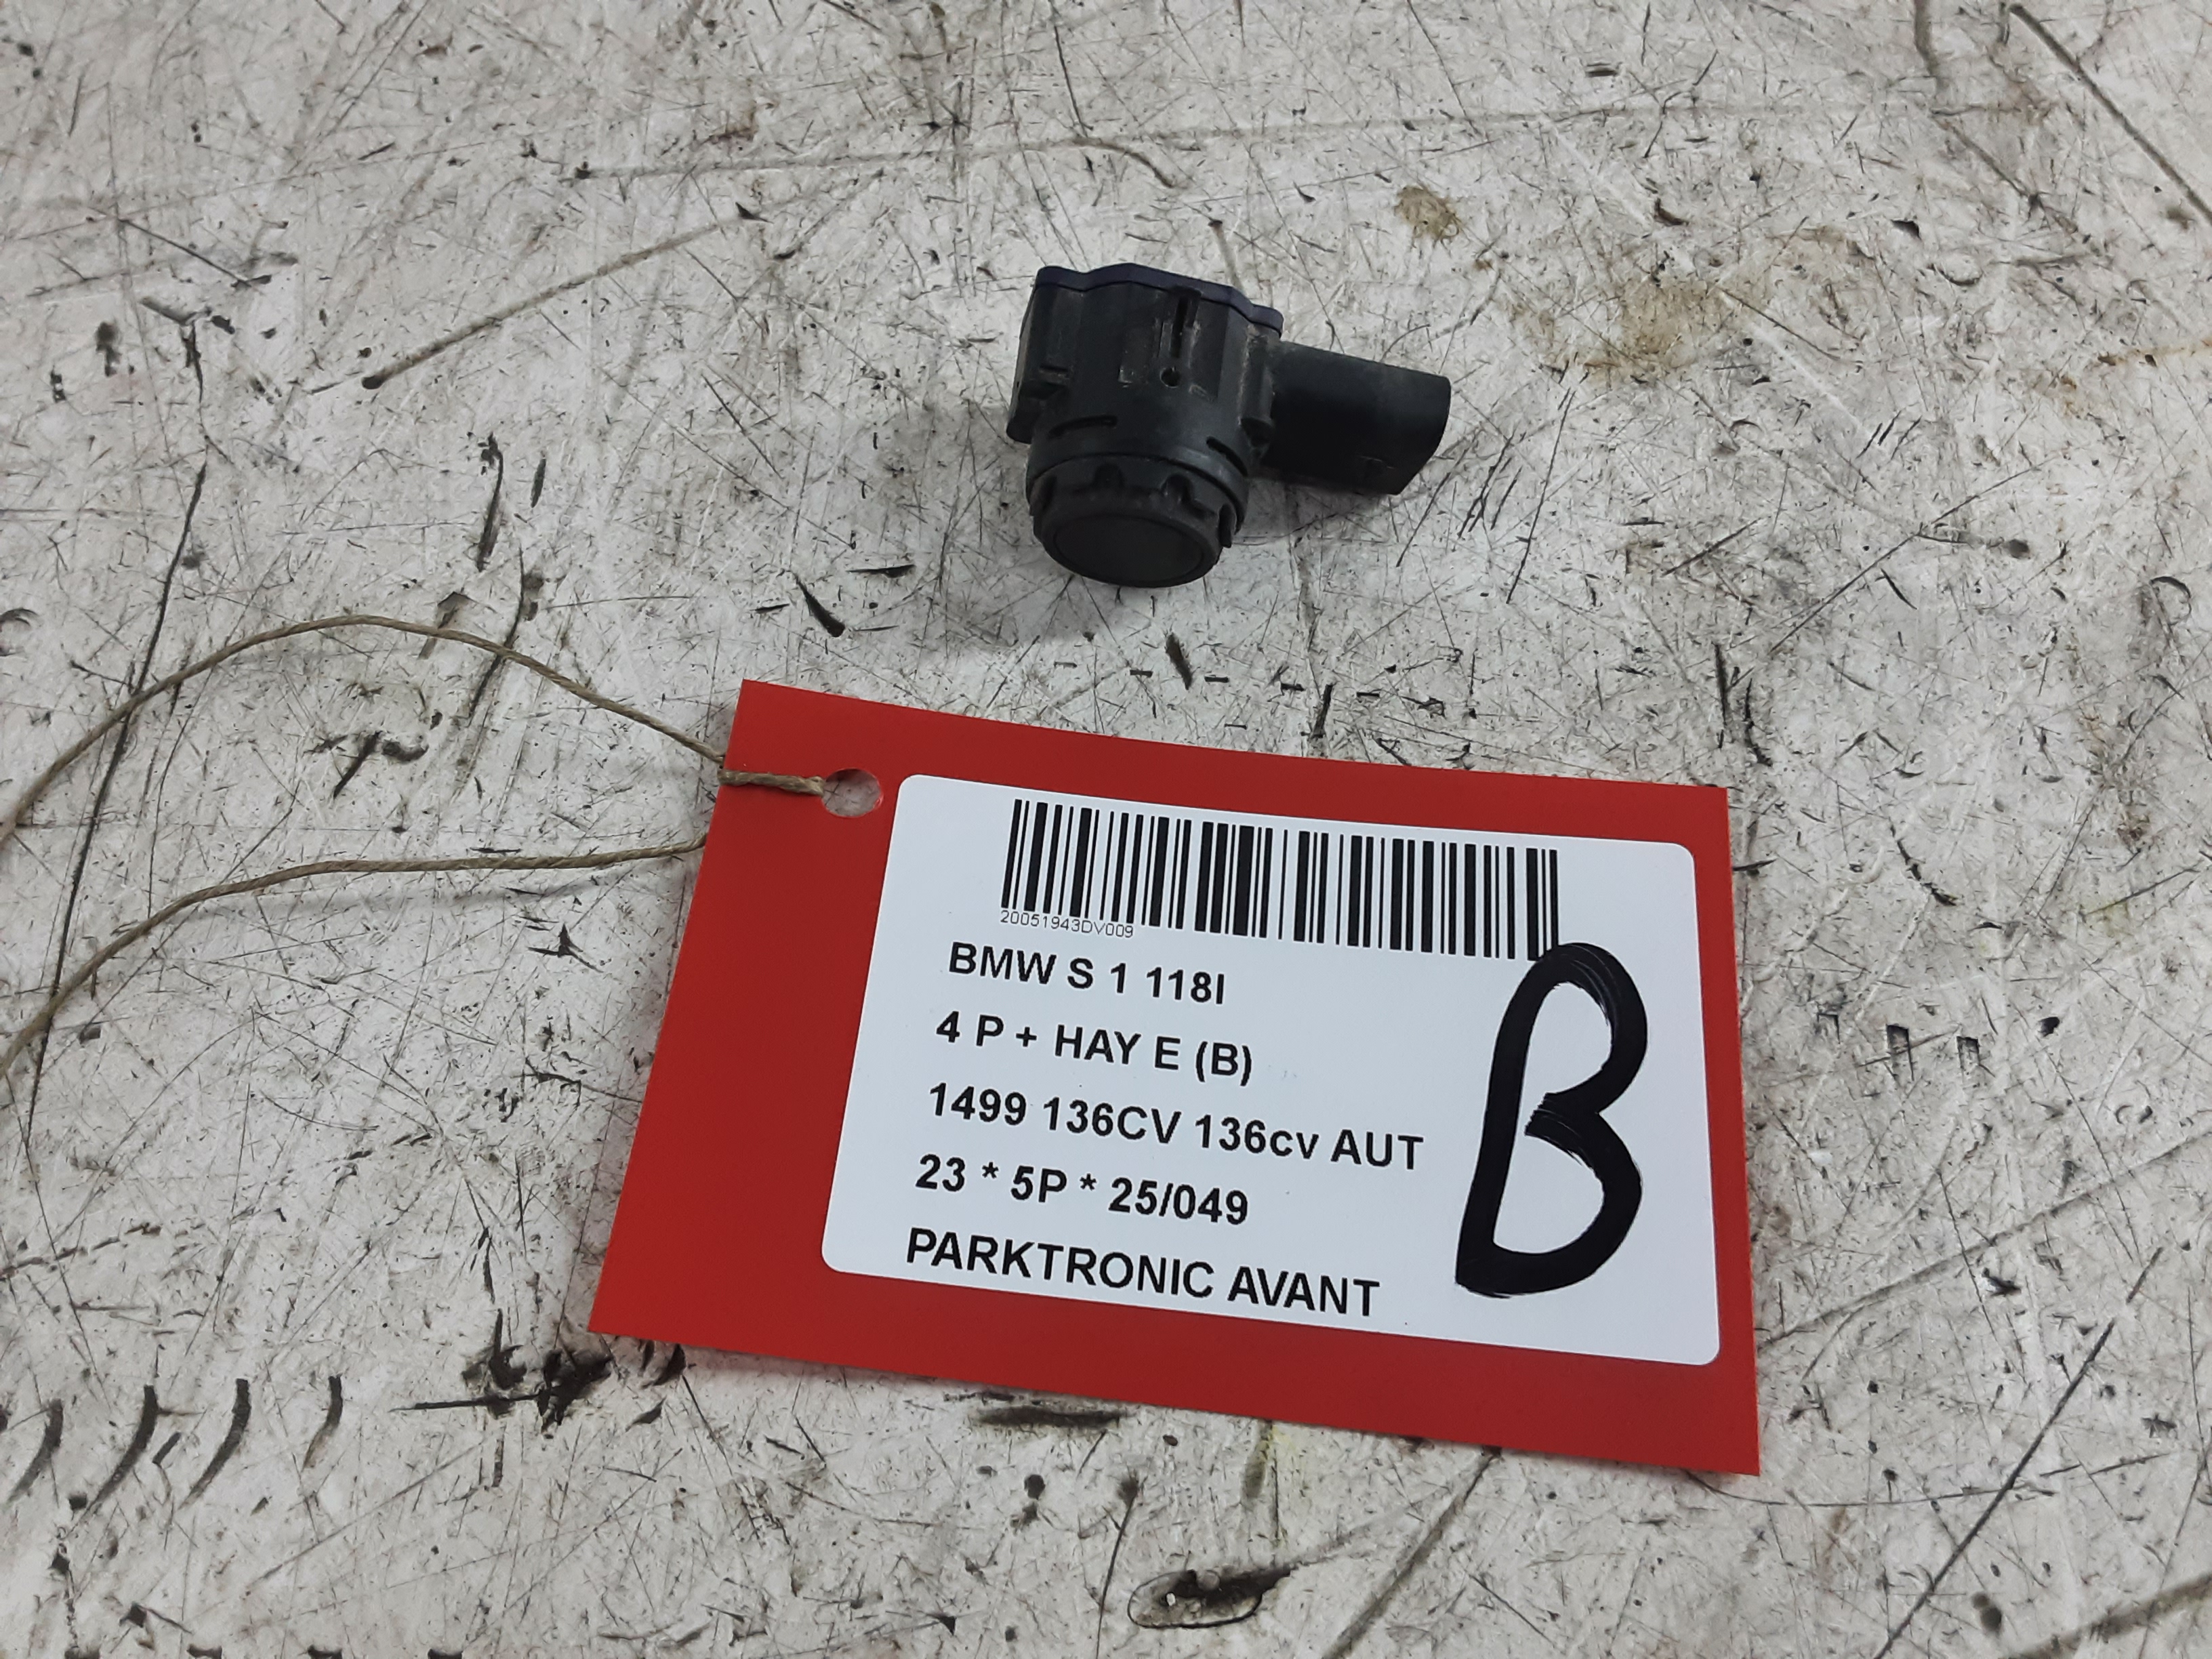 20051943DV009
BMW S 1 118I
4 P + HAY E (B)
1499 136CV 136cv AUT
23 * 5P * 25/049
PARKTRONIC AVANT
B